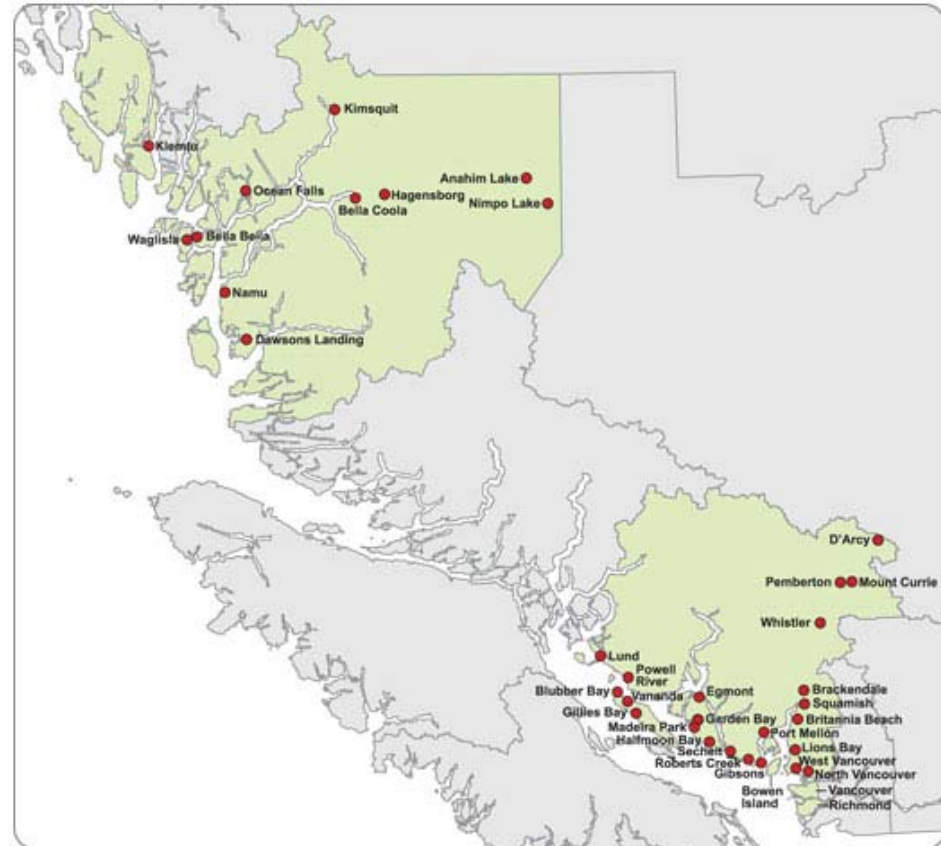 Kimsquit
Klemtu
Anahim Lake
Ocean Falls
Hagensborg
Bella Coola
Nimpo Lake
Waglisla
Bella Bella
Namu
Dawsons Landing
D'Arcy
Pemberton
Mount Currie
Whistler
Lund
Powell
River
Blubber Bay
Vananda
Egmont
Brackendale
Squamish
Gillies Bay
Garden Bay
Britannia Beach
Madeira Park
Port Mellon
Halfmoon Bay
Sechelt
Lions Bay
Roberts Creek
West Vancouver
Gibsons
North Vancouver
Bowen
Island
Vancouver
Richmond